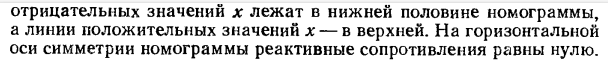 отрицательных значений x лежат в нижней половине номограммы,
а линии положительных значений x — в верхней. На горизонтальной
оси симметрии номограммы реактивные сопротивления равны нулю.